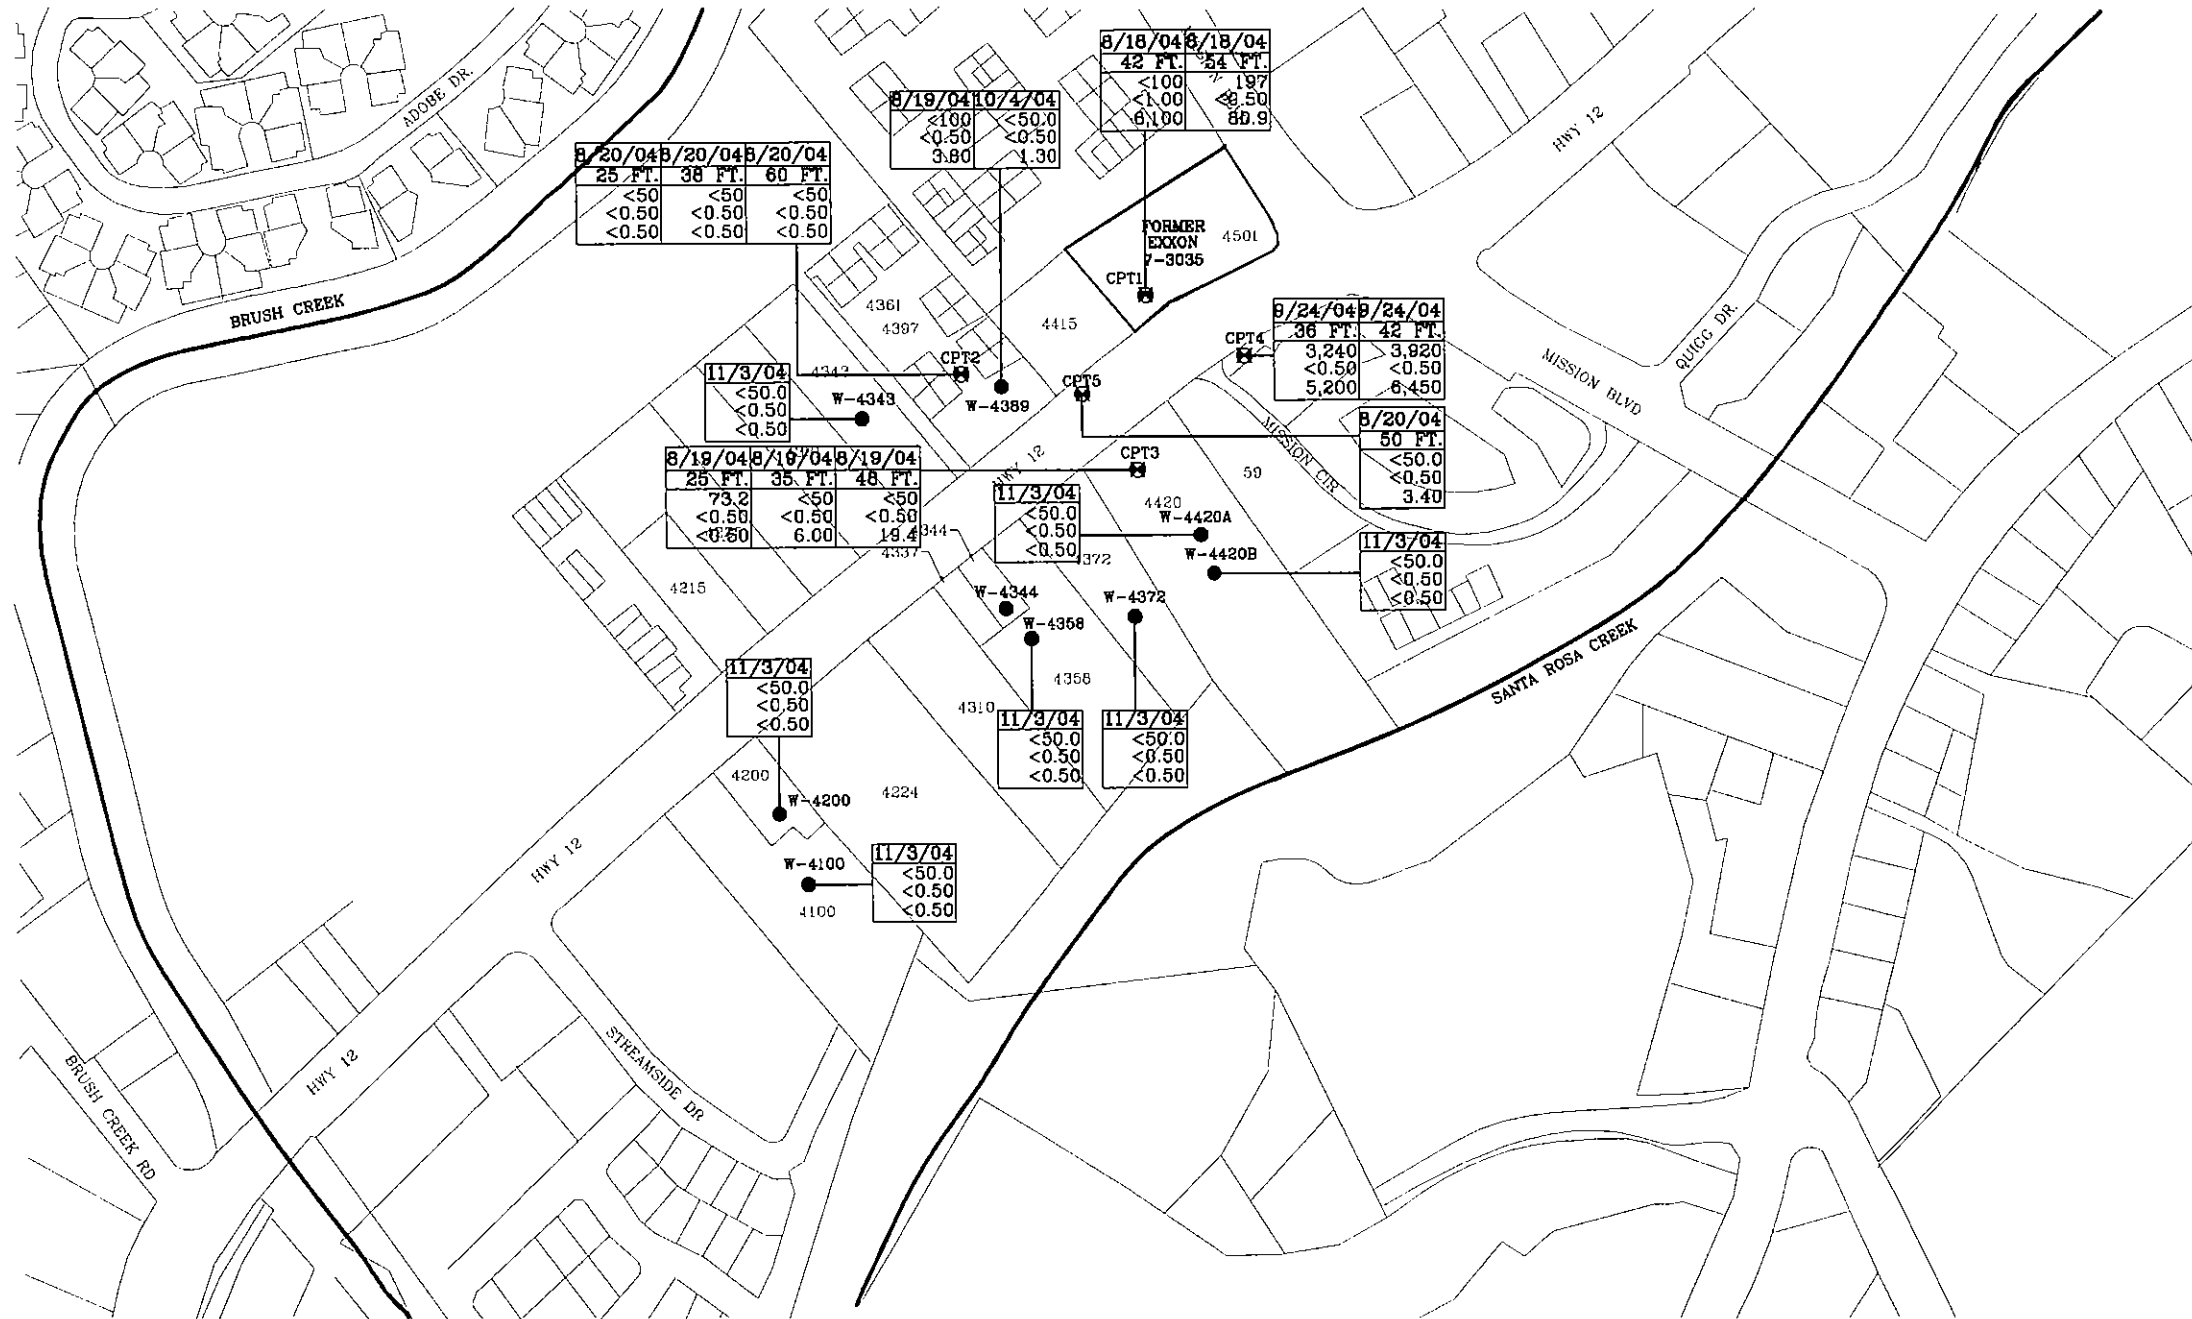 8/18/04 8/18/04
42 FT. 54 FT.
<100 197
<1.00 <0.50
6,100 80.9
8/19/04 10/4/04
<100 <50.0
<0.50 <0.50
3.80 1.30
8/20/04 8/20/04 8/20/04
25 FT. 38 FT. 60 FT.
<50 <50 <50
<0.50 <0.50 <0.50
<0.50 <0.50 <0.50
ADOBE DR.
HWY 12
BRUSH CREEK
FORMER
EXXON
7-3035
4501
CPT1
4361
4397
4415
CPT4
9/24/04 9/24/04
36 FT. 42 FT.
3,240 3,920
<0.50 <0.50
5,200 6,450
QUIGG DR.
MISSION BLVD
CPT2
4343
11/3/04
<50.0
<0.50
<0.50
W-4343
W-4389
CPT5
8/20/04
50 FT.
<50.0
<0.50
3.40
MISSION CIR
8/19/04 8/19/04 8/19/04
25 FT. 35 FT. 48 FT.
73.2 <50 <50
<0.50 <0.50 <0.50
<0.50 6.00 19.4
HWY 12
CPT3
59
4420
W-4420A
11/3/04
<50.0
<0.50
<0.50
W-4420B
11/3/04
<50.0
<0.50
<0.50
4344
4337
4372
4215
W-4344
W-4358
W-4372
SANTA ROSA CREEK
11/3/04
<50.0
<0.50
<0.50
4358
4310
11/3/04
<50.0
<0.50
<0.50
11/3/04
<50.0
<0.50
<0.50
4200
W-4200
4224
HWY 12
W-4100
11/3/04
<50.0
<0.50
<0.50
4100
HWY 12
STREAMSIDE DR
BRUSH CREEK RD